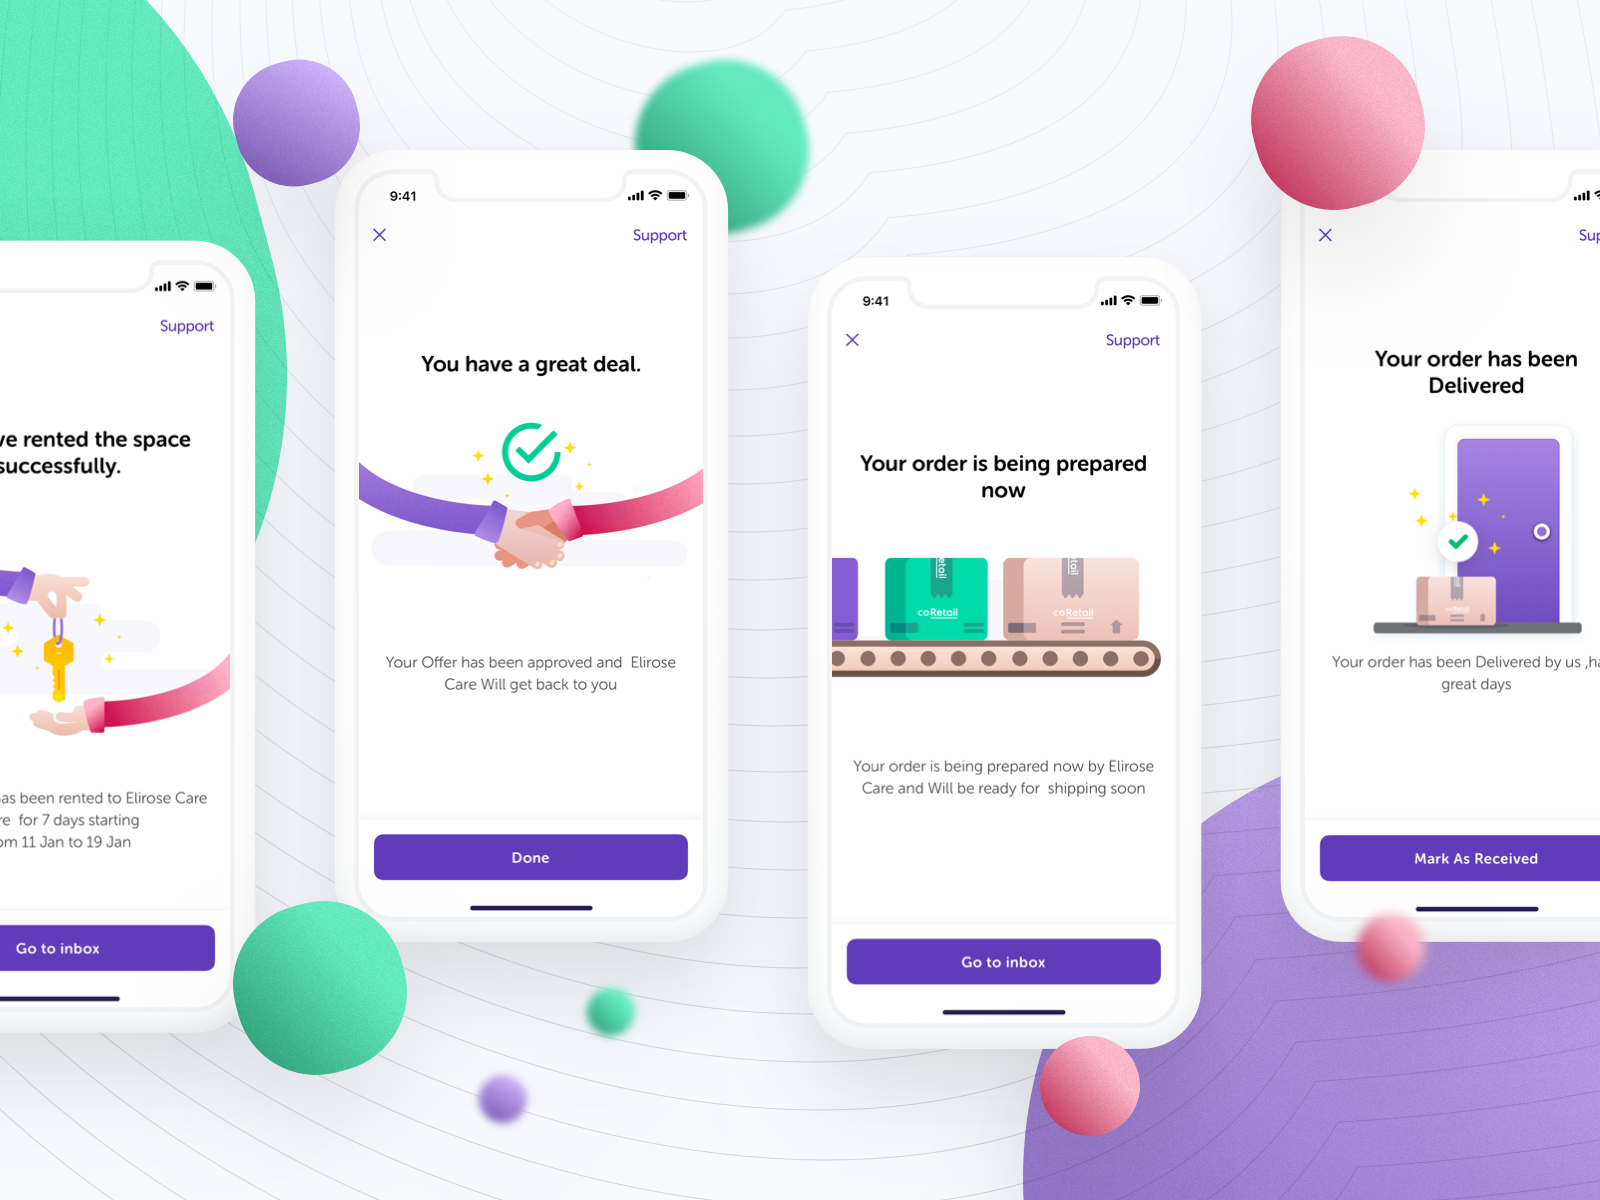 Support
ve rented the space
successfully.
as been rented to Elirose Care
re  for 7 days starting
om 11 Jan to 19 Jan
Go to inbox
9:41
Support
You have a great deal.
Your Offer has been approved and  Elirose
Care Will get back to you
Done
9:41
Support
Your order is being prepared
now
etail
coRetail
etail
coRetail
Your order is being prepared now by Elirose
Care and Will be ready for  shipping soon
Go to inbox
Sup
Your order has been
Delivered
coRetail
Your order has been Delivered by us ,ha
great days
Mark As Received